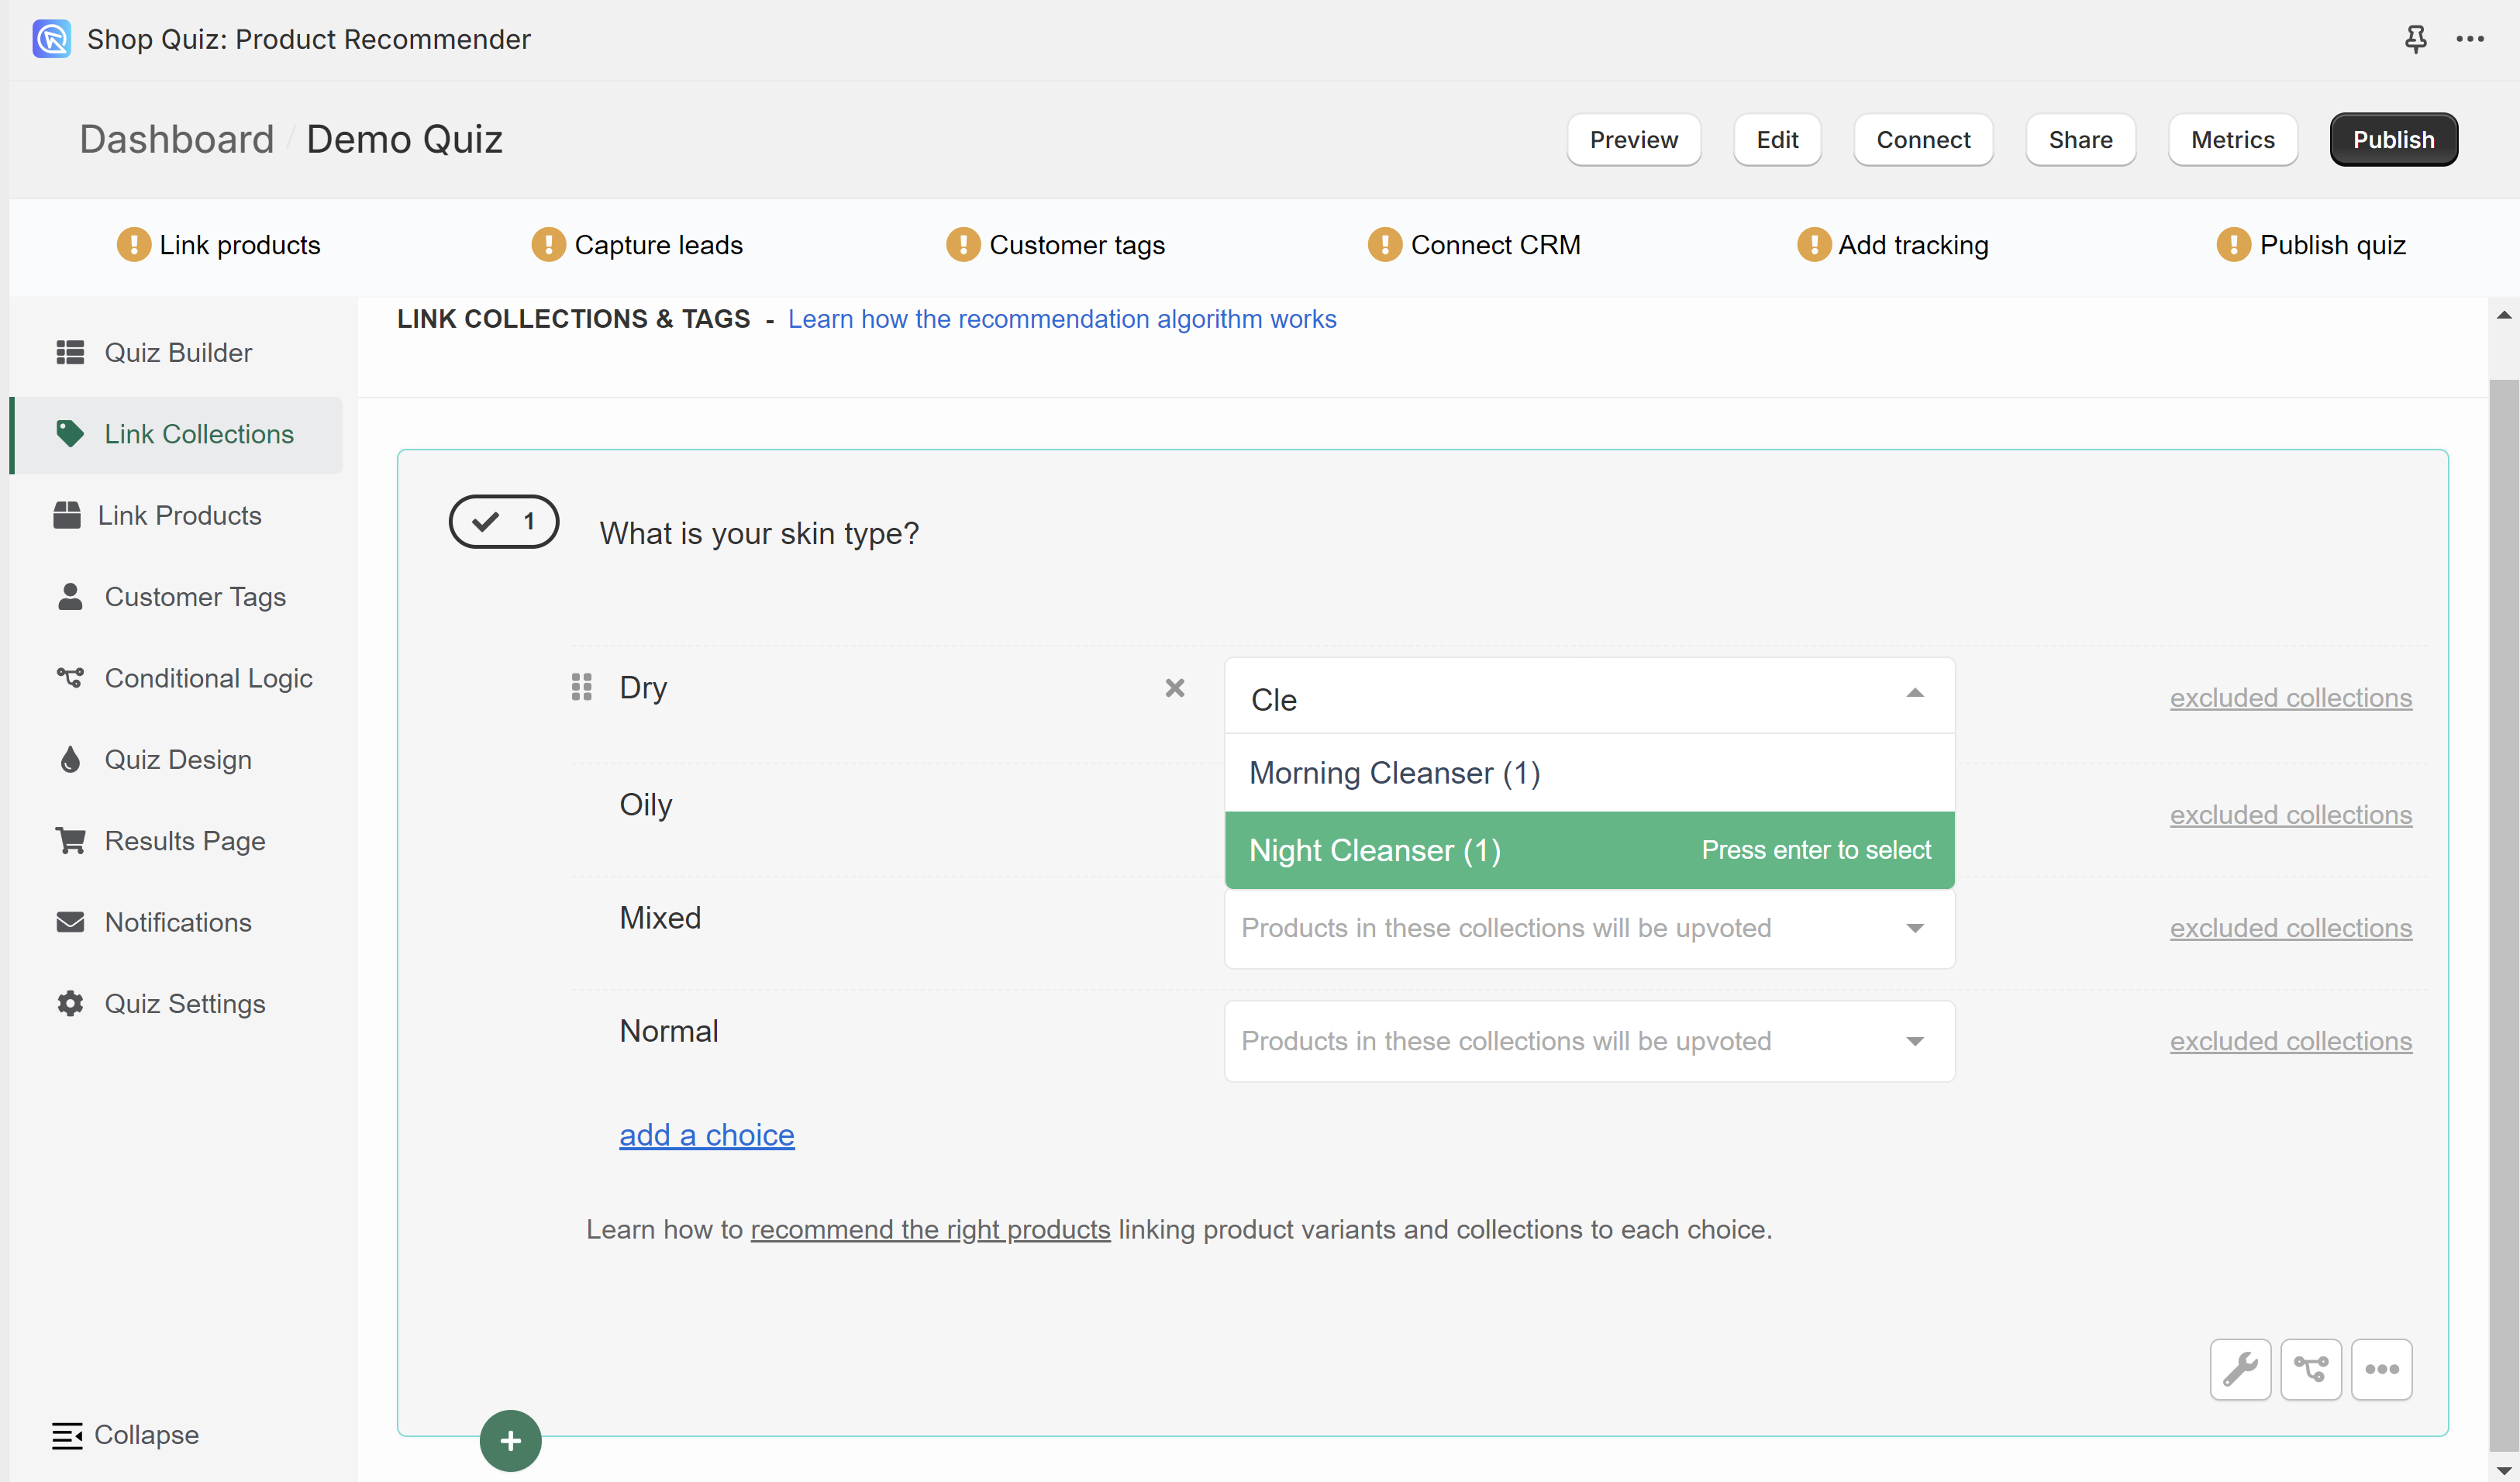 Shop Quiz: Product Recommender
Dashboard / Demo Quiz
Preview
Edit
Connect
Share
Metrics
Publish
Link products
Capture leads
Customer tags
Connect CRM
Add tracking
Publish quiz
Quiz Builder
Link Collections
Link Products
Customer Tags
Conditional Logic
Quiz Design
Results Page
Notifications
Quiz Settings
Collapse
LINK COLLECTIONS & TAGS - Learn how the recommendation algorithm works
1
What is your skin type?
Dry
Cle
excluded collections
Morning Cleanser (1)
Oily
excluded collections
Night Cleanser (1)
Press enter to select
Mixed
Products in these collections will be upvoted
excluded collections
Normal
Products in these collections will be upvoted
excluded collections
add a choice
Learn how to recommend the right products linking product variants and collections to each choice.